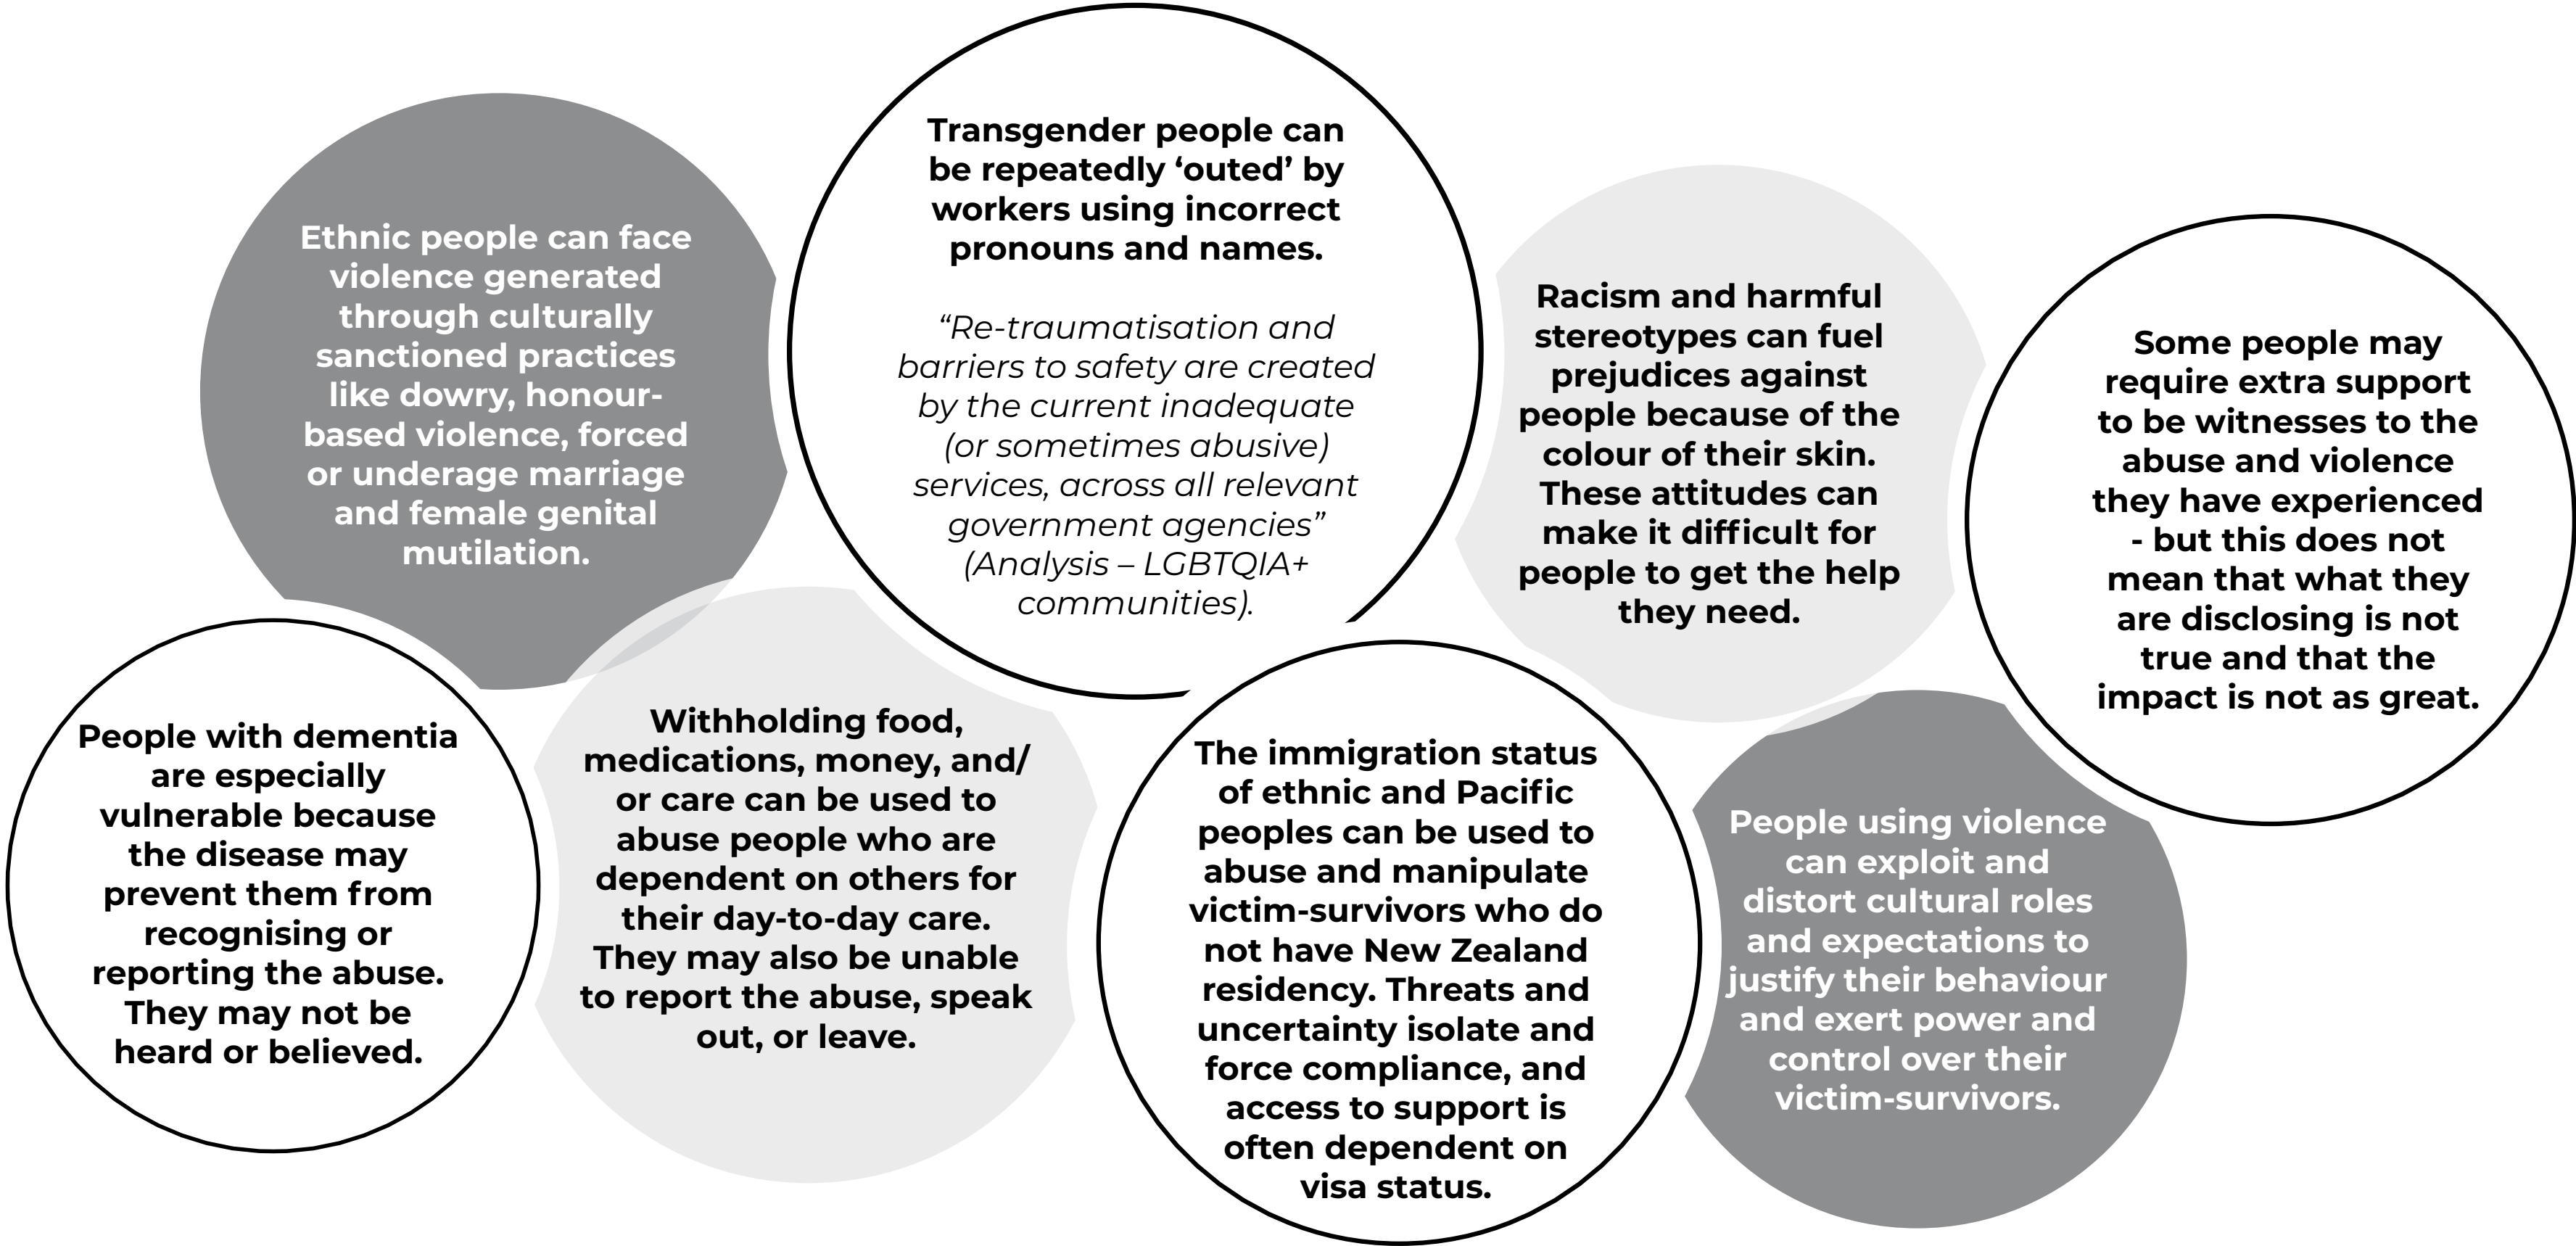 Ethnic people can face
violence generated
through culturally
sanctioned practices
like dowry, honour-
based violence, forced
or underage marriage
and female genital
mutilation.
Transgender people can
be repeatedly ‘outed’ by
workers using incorrect
pronouns and names.
“Re-traumatisation and
barriers to safety are created
by the current inadequate
(or sometimes abusive)
services, across all relevant
government agencies”
(Analysis – LGBTQIA+
communities).
Racism and harmful
stereotypes can fuel
prejudices against
people because of the
colour of their skin.
These attitudes can
make it difficult for
people to get the help
they need.
Some people may
require extra support
to be witnesses to the
abuse and violence
they have experienced
- but this does not
mean that what they
are disclosing is not
true and that the
impact is not as great.
People with dementia
are especially
vulnerable because
the disease may
prevent them from
recognising or
reporting the abuse.
They may not be
heard or believed.
Withholding food,
medications, money, and/
or care can be used to
abuse people who are
dependent on others for
their day-to-day care.
They may also be unable
to report the abuse, speak
out, or leave.
The immigration status
of ethnic and Pacific
peoples can be used to
abuse and manipulate
victim-survivors who do
not have New Zealand
residency. Threats and
uncertainty isolate and
force compliance, and
access to support is
often dependent on
visa status.
People using violence
can exploit and
distort cultural roles
and expectations to
justify their behaviour
and exert power and
control over their
victim-survivors.